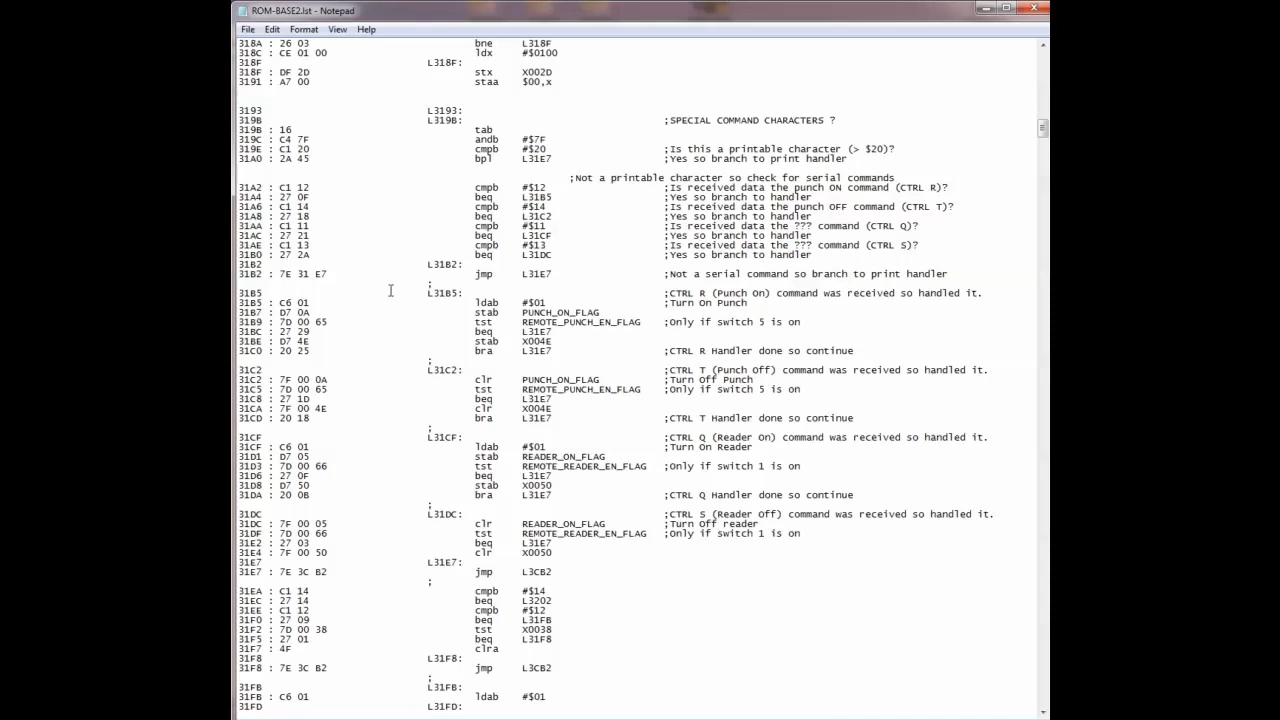 ROM-BASE2.lst - Notepad
File Edit Format View Help
318A : 26 03 bne L318F
318C : CE 01 00 ldx #$0100
318F L318F:
318F : DF 2D stx X002D
3191 : A7 00 staa $00,x
3193 L3193:
319B L319B: ;SPECIAL COMMAND CHARACTERS ?
319B : 16 tab
319C : C4 7F andb #$7F
319E : C1 20 cmpb #$20 ;Is this a printable character (> $20)?
31A0 : 2A 45 bpl L31E7 ;Yes so branch to print handler
;Not a printable character so check for serial commands
31A2 : C1 12 cmpb #$12 ;Is received data the punch ON command (CTRL R)?
31A4 : 27 0F beq L31B5 ;Yes so branch to handler
31A6 : C1 14 cmpb #$14 ;Is received data the punch OFF command (CTRL T)?
31A8 : 27 18 beq L31C2 ;Yes so branch to handler
31AA : C1 11 cmpb #$11 ;Is received data the ??? command (CTRL Q)?
31AC : 27 21 beq L31CF ;Yes so branch to handler
31AE : C1 13 cmpb #$13 ;Is received data the ??? command (CTRL S)?
31B0 : 27 2A beq L31DC ;Yes so branch to handler
31B2 L31B2:
31B2 : 7E 31 E7 jmp L31E7 ;Not a serial command so branch to print handler
;
31B5 L31B5: ;CTRL R (Punch On) command was received so handled it.
31B5 : C6 01 ldab #$01 ;Turn On Punch
31B7 : D7 0A stab PUNCH_ON_FLAG
31B9 : 7D 00 65 tst REMOTE_PUNCH_EN_FLAG ;Only if switch 5 is on
31BC : 27 29 beq L31E7
31BE : D7 4E stab X004E
31C0 : 20 25 bra L31E7 ;CTRL R Handler done so continue
;
31C2 L31C2: ;CTRL T (Punch Off) command was received so handled it.
31C2 : 7F 00 0A clr PUNCH_ON_FLAG ;Turn Off Punch
31C5 : 7D 00 65 tst REMOTE_PUNCH_EN_FLAG ;Only if switch 5 is on
31C8 : 27 1D beq L31E7
31CA : 7F 00 4E clr X004E
31CD : 20 18 bra L31E7 ;CTRL T Handler done so continue
;
31CF L31CF: ;CTRL Q (Reader On) command was received so handled it.
31CF : C6 01 ldab #$01 ;Turn On Reader
31D1 : D7 05 stab READER_ON_FLAG
31D3 : 7D 00 66 tst REMOTE_READER_EN_FLAG ;Only if switch 1 is on
31D6 : 27 0F beq L31E7
31D8 : D7 50 stab X0050
31DA : 20 0B bra L31E7 ;CTRL Q Handler done so continue
;
31DC L31DC: ;CTRL S (Reader Off) command was received so handled it.
31DC : 7F 00 05 clr READER_ON_FLAG ;Turn Off reader
31DF : 7D 00 66 tst REMOTE_READER_EN_FLAG ;Only if switch 1 is on
31E2 : 27 03 beq L31E7
31E4 : 7F 00 50 clr X0050
31E7 L31E7:
31E7 : 7E 3C B2 jmp L3CB2
;
31EA : C1 14 cmpb #$14
31EC : 27 14 beq L3202
31EE : C1 12 cmpb #$12
31F0 : 27 09 beq L31FB
31F2 : 7D 00 38 tst X0038
31F5 : 27 01 beq L31F8
31F7 : 4F clra
31F8 L31F8:
31F8 : 7E 3C B2 jmp L3CB2
;
31FB L31FB:
31FB : C6 01 ldab #$01
31FD L31FD: